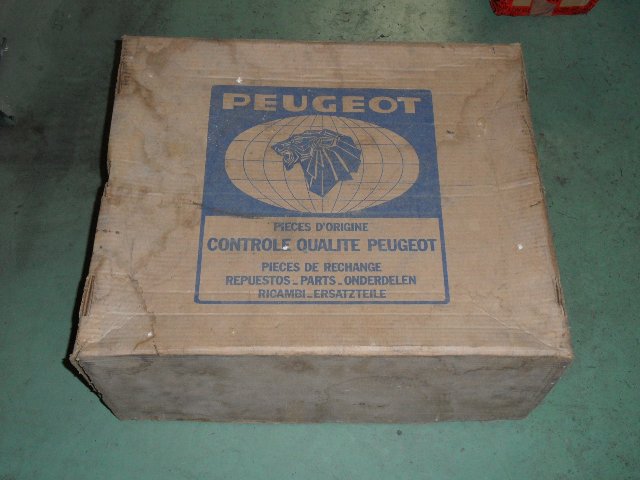 PEUGEOT
PIECES D'ORIGINE
CONTROLE QUALITE PEUGEOT
PIECES DE RECHANGE
REPUESTOS_PARTS_ONDERDELEN
RICAMBI_ERSATZTEILE